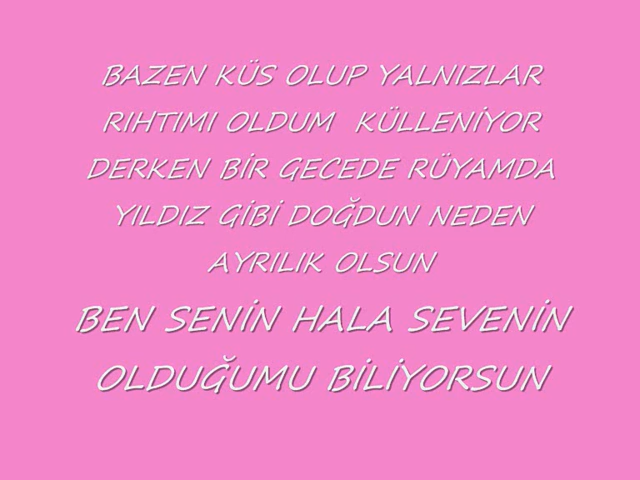 BAZEN KÜS OLUP YALNIZLAR
RIHTIMI OLDUM KÜLLENİYOR
DERKEN BİR GECEDE RÜYAMDA
YILDIZ GİBİ DOĞDUN NEDEN
AYRILIK OLSUN
BEN SENİN HALA SEVENİN
OLDUĞUMU BİLİYORSUN